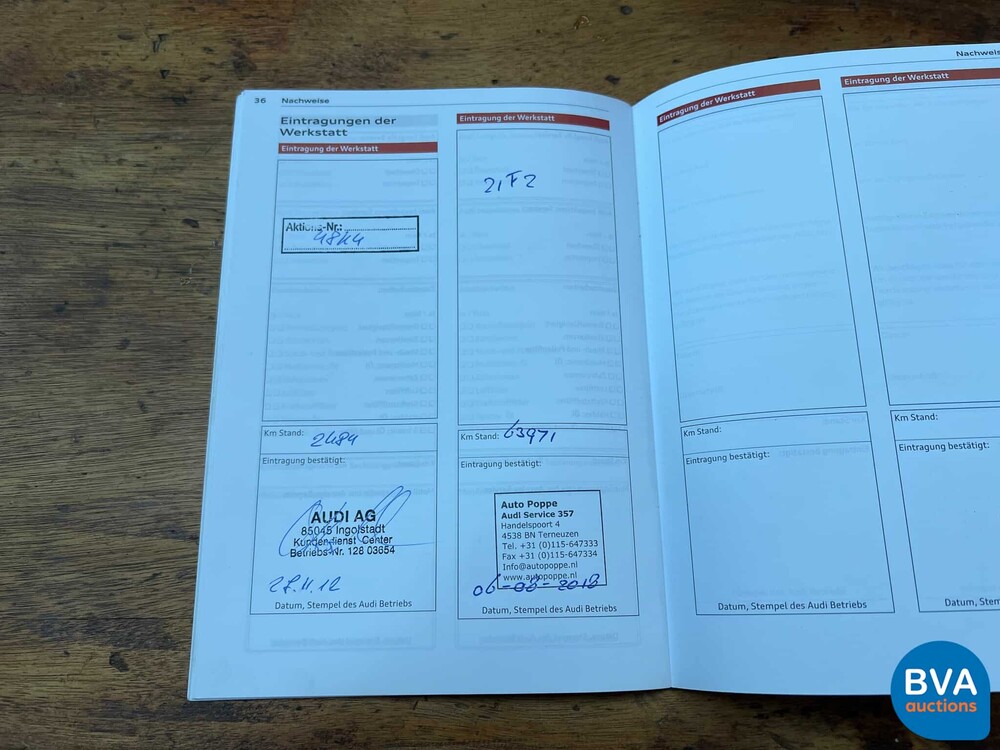 36 Nachweise
Eintragungen der
Werkstatt
Eintragung der Werkstatt
Aktions-Nr.:
48K4
Km Stand: 2484
Eintragung bestätigt:
AUDI AG
85045 Ingolstadt
Kundendienst Center
Betriebs-Nr. 128 03654
27.11.12
Datum, Stempel des Audi Betriebs
Eintragung der Werkstatt
21F2
Km Stand: 63971
Eintragung bestätigt:
Auto Poppe
Audi Service 357
Handelspoort 4
4538 BN Terneuzen
Tel. +31 (0)115-647333
Fax +31 (0)115-647334
Info@autopoppe.nl
www.autopoppe.nl
Datum, Stempel des Audi Betriebs
Eintragung der Werkstatt
Km Stand:
Eintragung bestätigt:
Datum, Stempel des Audi Betriebs
Nachweis
Eintragung der Werkstatt
Km Stand:
Eintragung bestätigt:
Datum, Stem
BVA
auctions